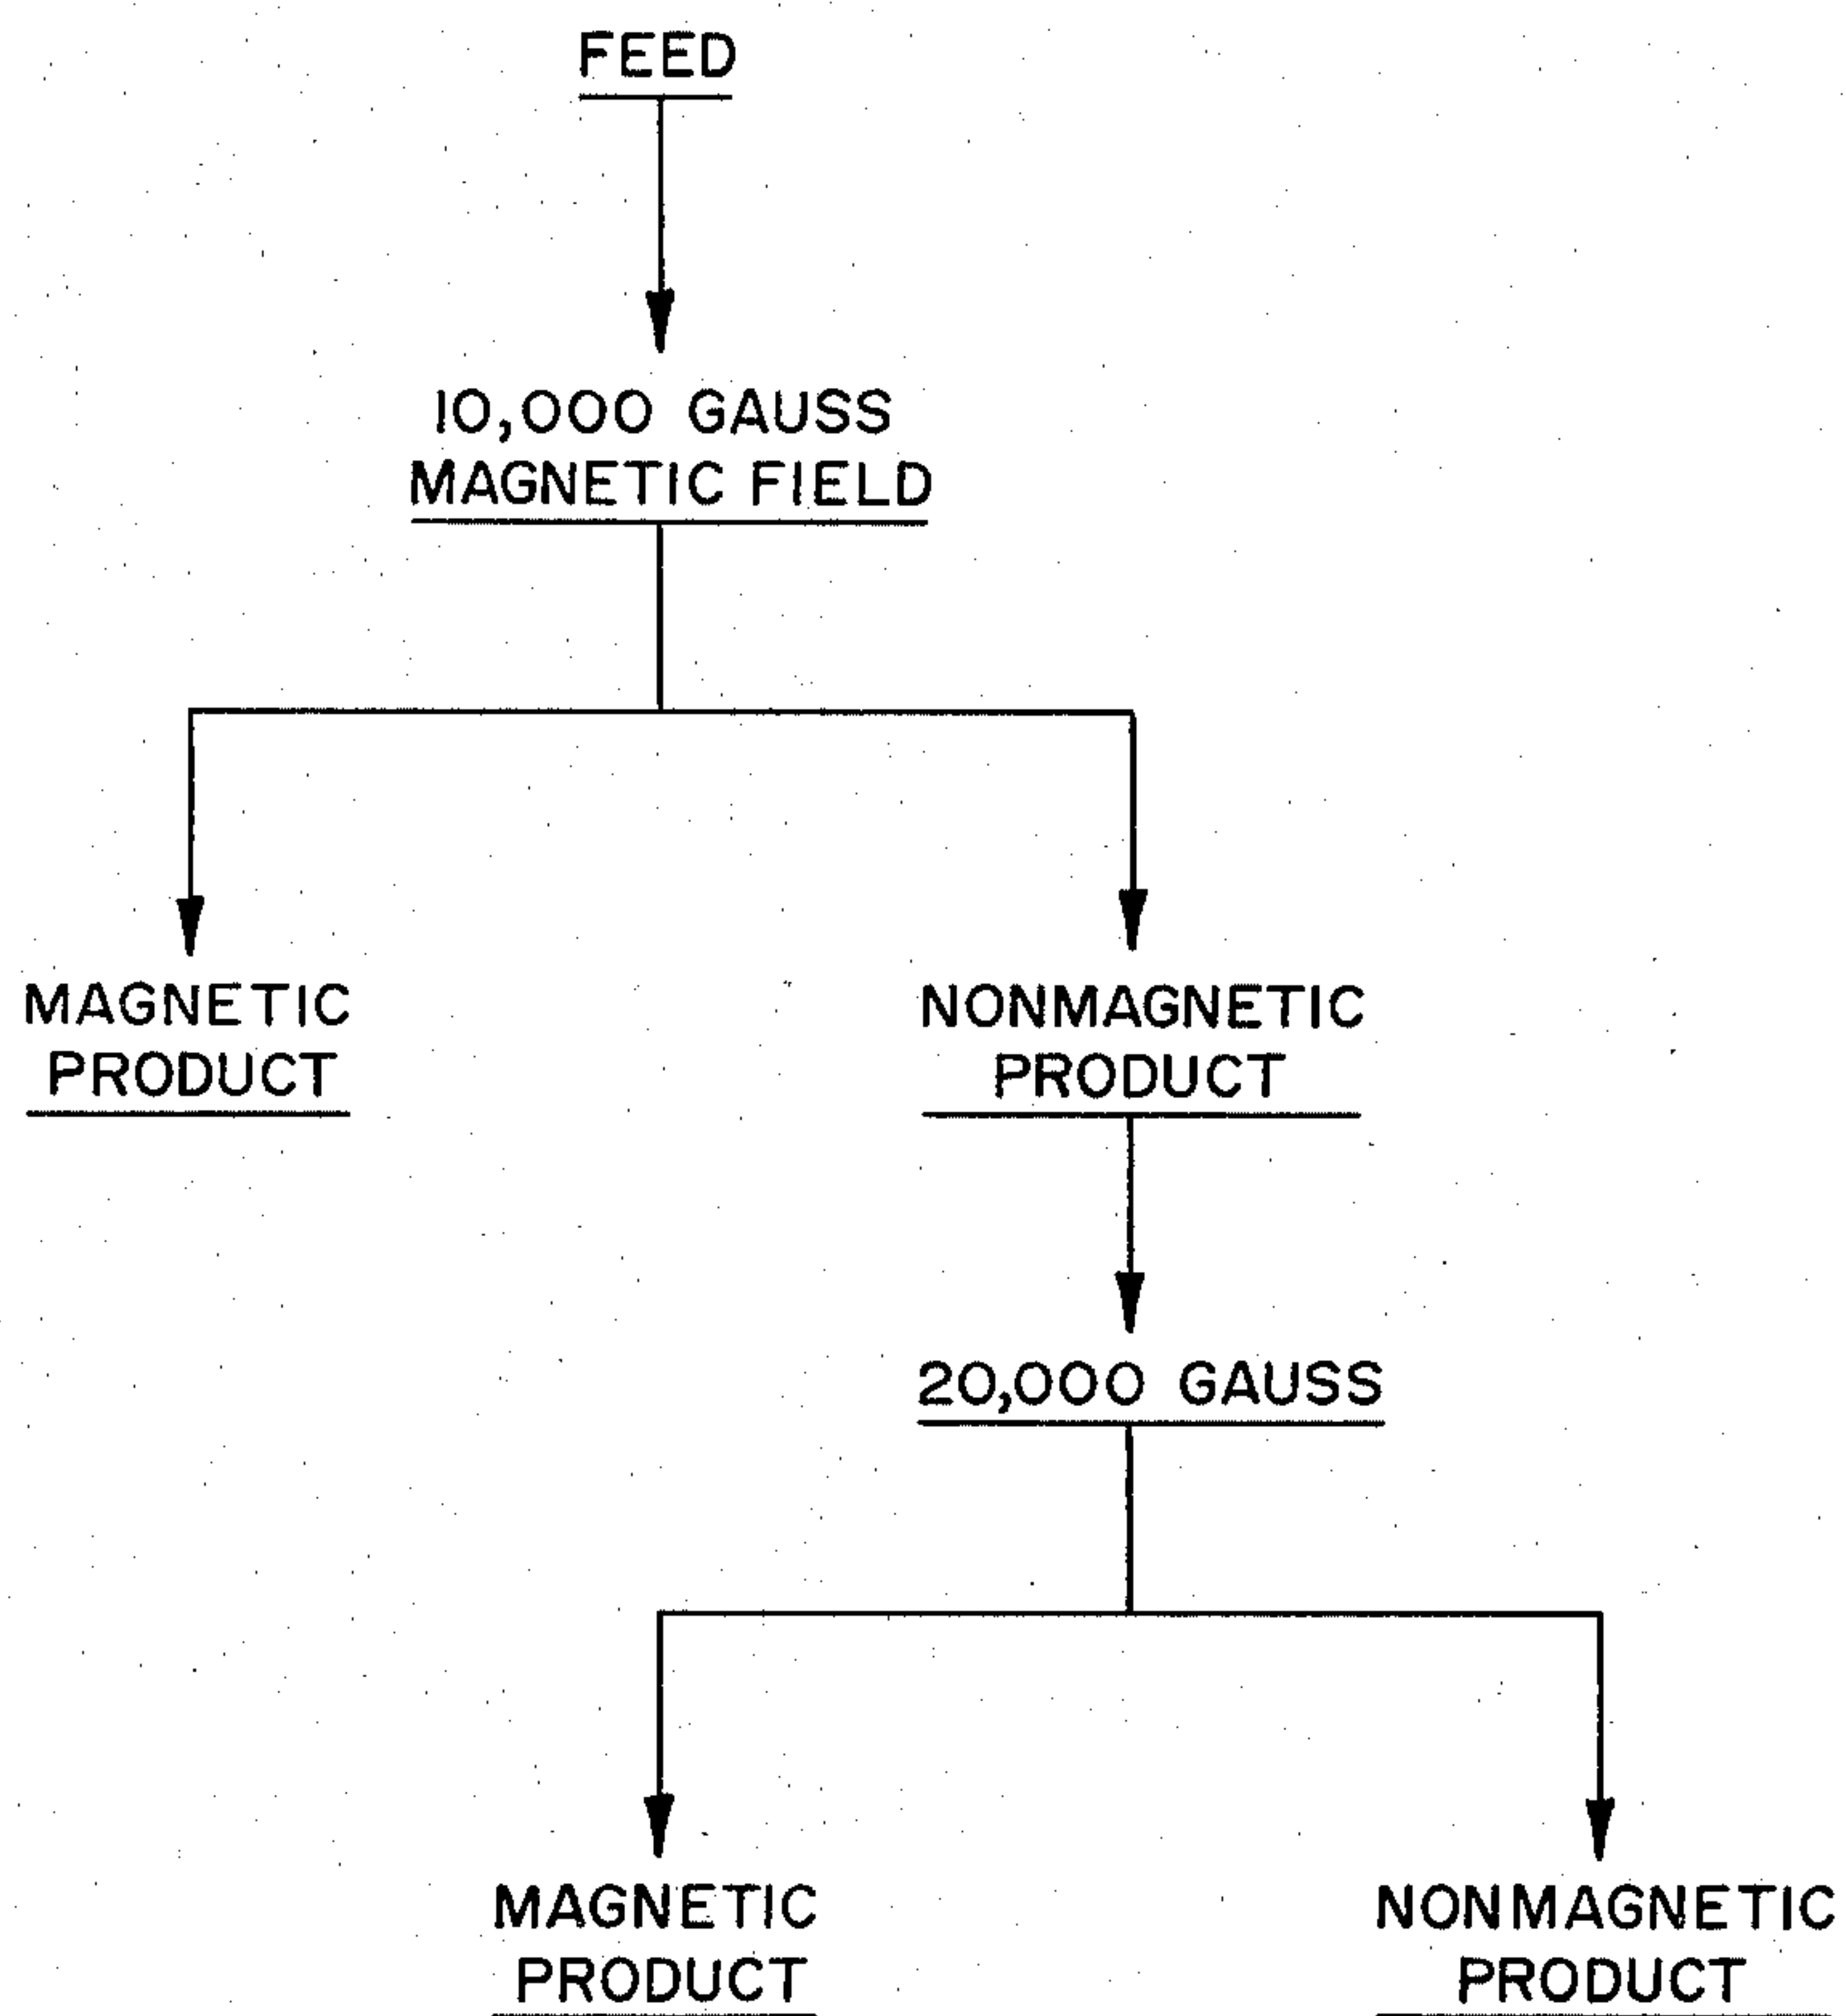 FEED
10,000 GAUSS
MAGNETIC FIELD
MAGNETIC
PRODUCT
NONMAGNETIC
PRODUCT
20,000 GAUSS
MAGNETIC
PRODUCT
NONMAGNETIC
PRODUCT